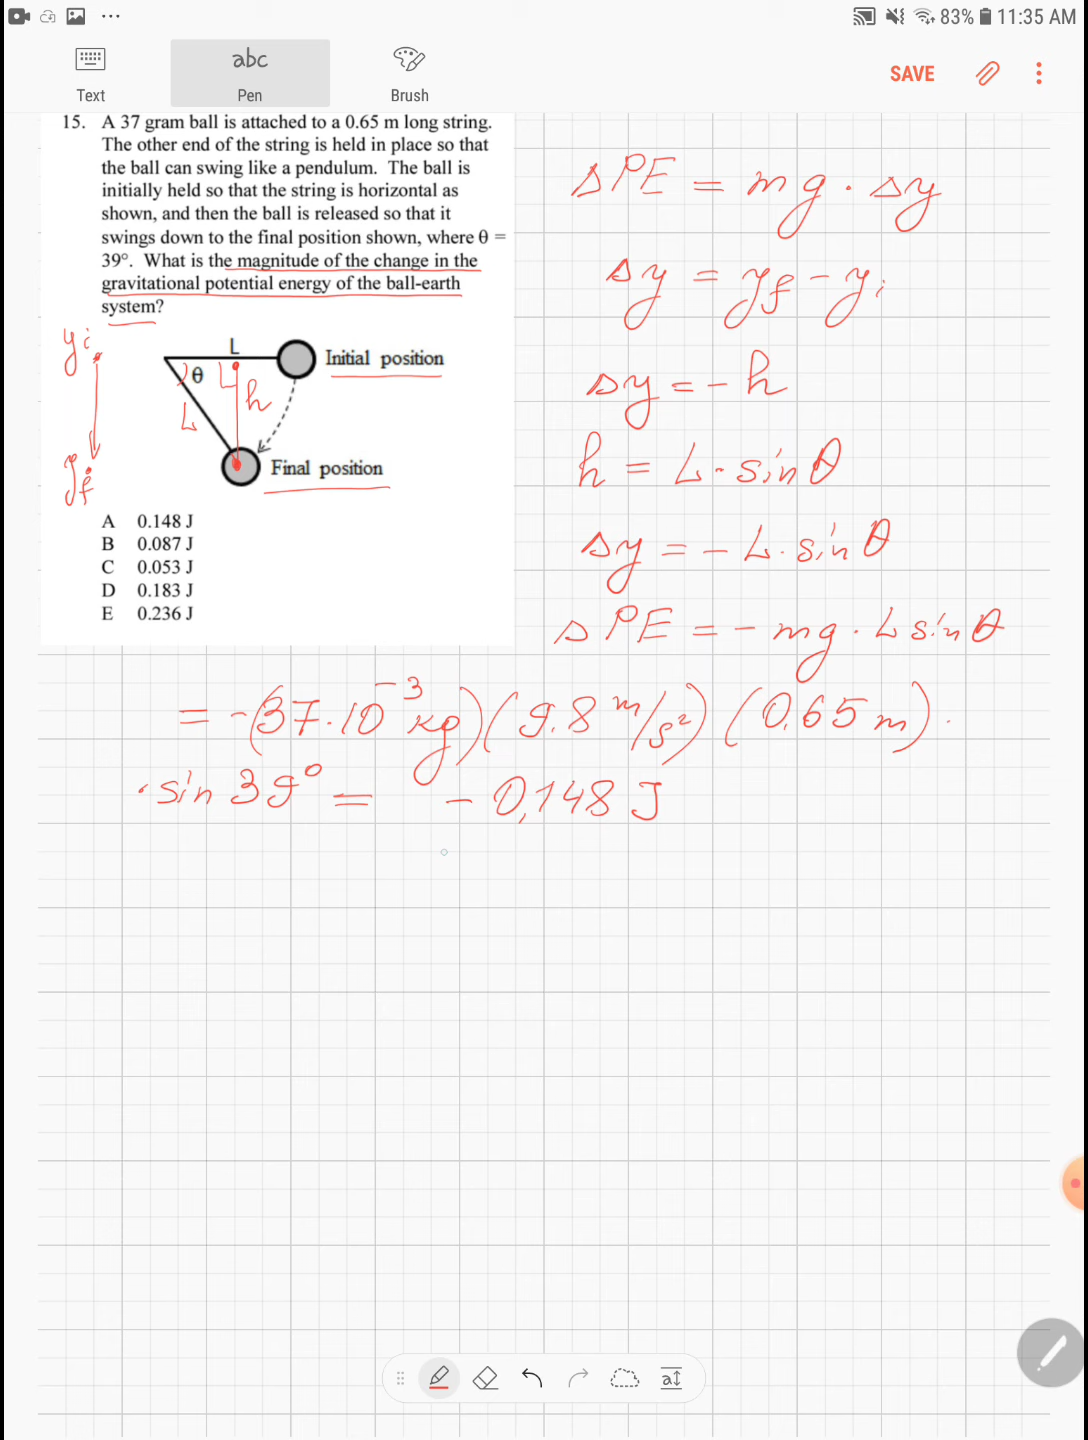 83% 11:35 AM
Text
abc
Pen
Brush
SAVE
15. A 37 gram ball is attached to a 0.65 m long string.
The other end of the string is held in place so that
the ball can swing like a pendulum. The ball is
initially held so that the string is horizontal as
shown, and then the ball is released so that it
swings down to the final position shown, where θ =
39°. What is the magnitude of the change in the
gravitational potential energy of the ball-earth
system?
yi
L
Initial position
θ
h
L
yf
Final position
A 0.148 J
B 0.087 J
C 0.053 J
D 0.183 J
E 0.236 J
ΔPE = mg · Δy
Δy = yf - yi
Δy = - h
h = L · sin θ
Δy = - L · sin θ
ΔPE = - mg · L sin θ
= -(37 · 10⁻³ kg)(9.8 m/s²)(0.65 m) ·
· sin 39° = - 0,148 J
aI